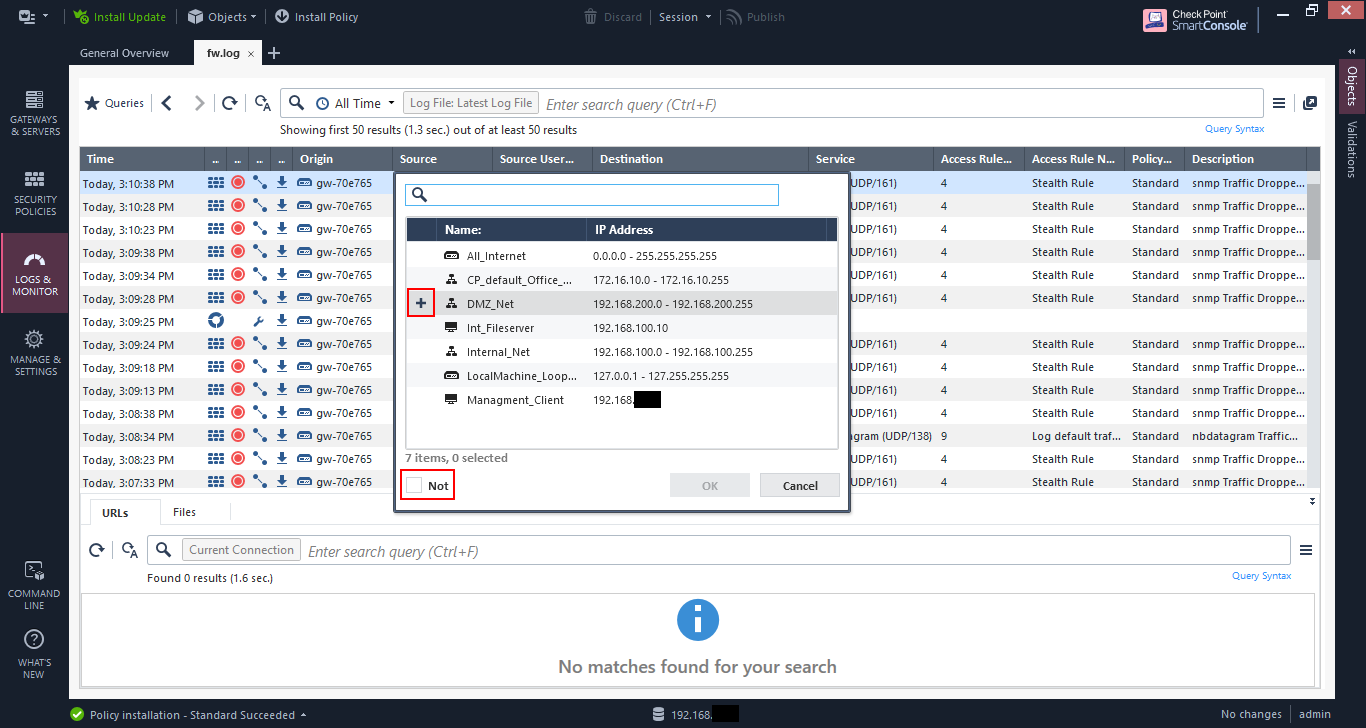 Install Update Objects Install Policy Discard Session Publish Check Point SmartConsole
General Overview fw.log
Objects
Validations
GATEWAYS & SERVERS
SECURITY POLICIES
LOGS & MONITOR
MANAGE & SETTINGS
COMMAND LINE
WHAT'S NEW
Queries All Time Log File: Latest Log File Enter search query (Ctrl+F)
Showing first 50 results (1.3 sec.) out of at least 50 results Query Syntax
Time ... ... ... ... Origin Source Source User... Destination Service Access Rule... Access Rule N... Policy... Description
Today, 3:10:38 PM gw-70e765 UDP/161) 4 Stealth Rule Standard snmp Traffic Droppe...
Today, 3:10:28 PM gw-70e765 UDP/161) 4 Stealth Rule Standard snmp Traffic Droppe...
Today, 3:10:23 PM gw-70e765 UDP/161) 4 Stealth Rule Standard snmp Traffic Droppe...
Today, 3:09:38 PM gw-70e765 UDP/161) 4 Stealth Rule Standard snmp Traffic Droppe...
Today, 3:09:34 PM gw-70e765 UDP/161) 4 Stealth Rule Standard snmp Traffic Droppe...
Today, 3:09:28 PM gw-70e765 UDP/161) 4 Stealth Rule Standard snmp Traffic Droppe...
Today, 3:09:25 PM gw-70e765
Today, 3:09:24 PM gw-70e765 UDP/161) 4 Stealth Rule Standard snmp Traffic Droppe...
Today, 3:09:18 PM gw-70e765 UDP/161) 4 Stealth Rule Standard snmp Traffic Droppe...
Today, 3:09:13 PM gw-70e765 UDP/161) 4 Stealth Rule Standard snmp Traffic Droppe...
Today, 3:08:38 PM gw-70e765 UDP/161) 4 Stealth Rule Standard snmp Traffic Droppe...
Today, 3:08:34 PM gw-70e765 agram (UDP/138) 9 Log default traf... Standard nbdatagram Traffic...
Today, 3:08:23 PM gw-70e765 UDP/161) 4 Stealth Rule Standard snmp Traffic Droppe...
Today, 3:07:33 PM gw-70e765 UDP/161) 4 Stealth Rule Standard snmp Traffic Droppe...
Name: IP Address
All_Internet 0.0.0.0 - 255.255.255.255
CP_default_Office_... 172.16.10.0 - 172.16.10.255
DMZ_Net 192.168.200.0 - 192.168.200.255
Int_Fileserver 192.168.100.10
Internal_Net 192.168.100.0 - 192.168.100.255
LocalMachine_Loop... 127.0.0.1 - 127.255.255.255
Managment_Client 192.168.
7 items, 0 selected
Not OK Cancel
URLs Files
Current Connection Enter search query (Ctrl+F)
Found 0 results (1.6 sec.) Query Syntax
No matches found for your search
Policy installation - Standard Succeeded 192.168. No changes admin